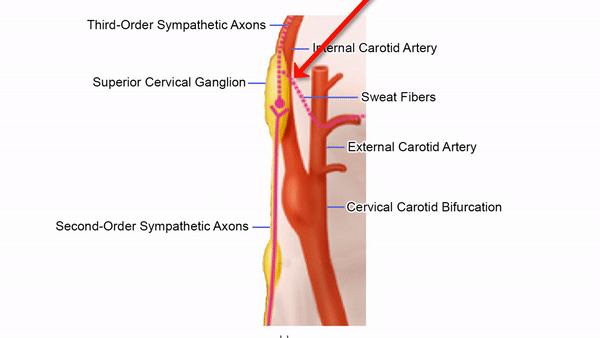 Third-Order Sympathetic Axons
Internal Carotid Artery
Superior Cervical Ganglion
Sweat Fibers
External Carotid Artery
Cervical Carotid Bifurcation
Second-Order Sympathetic Axons